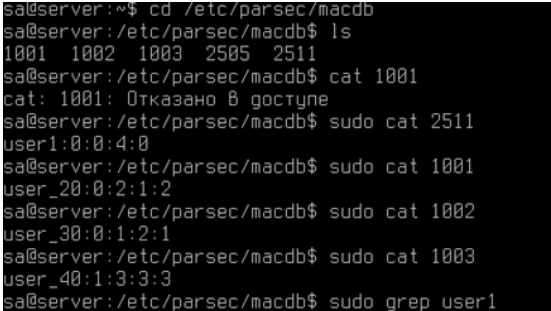 sa@server:~$ cd /etc/parsec/macdb
sa@server:/etc/parsec/macdb$ ls
1001  1002  1003  2505  2511
sa@server:/etc/parsec/macdb$ cat 1001
cat: 1001: Отказано в доступе
sa@server:/etc/parsec/macdb$ sudo cat 2511
user1:0:0:4:0
sa@server:/etc/parsec/macdb$ sudo cat 1001
user_20:0:2:1:2
sa@server:/etc/parsec/macdb$ sudo cat 1002
user_30:0:1:2:1
sa@server:/etc/parsec/macdb$ sudo cat 1003
user_40:1:3:3:3
sa@server:/etc/parsec/macdb$ sudo grep user1